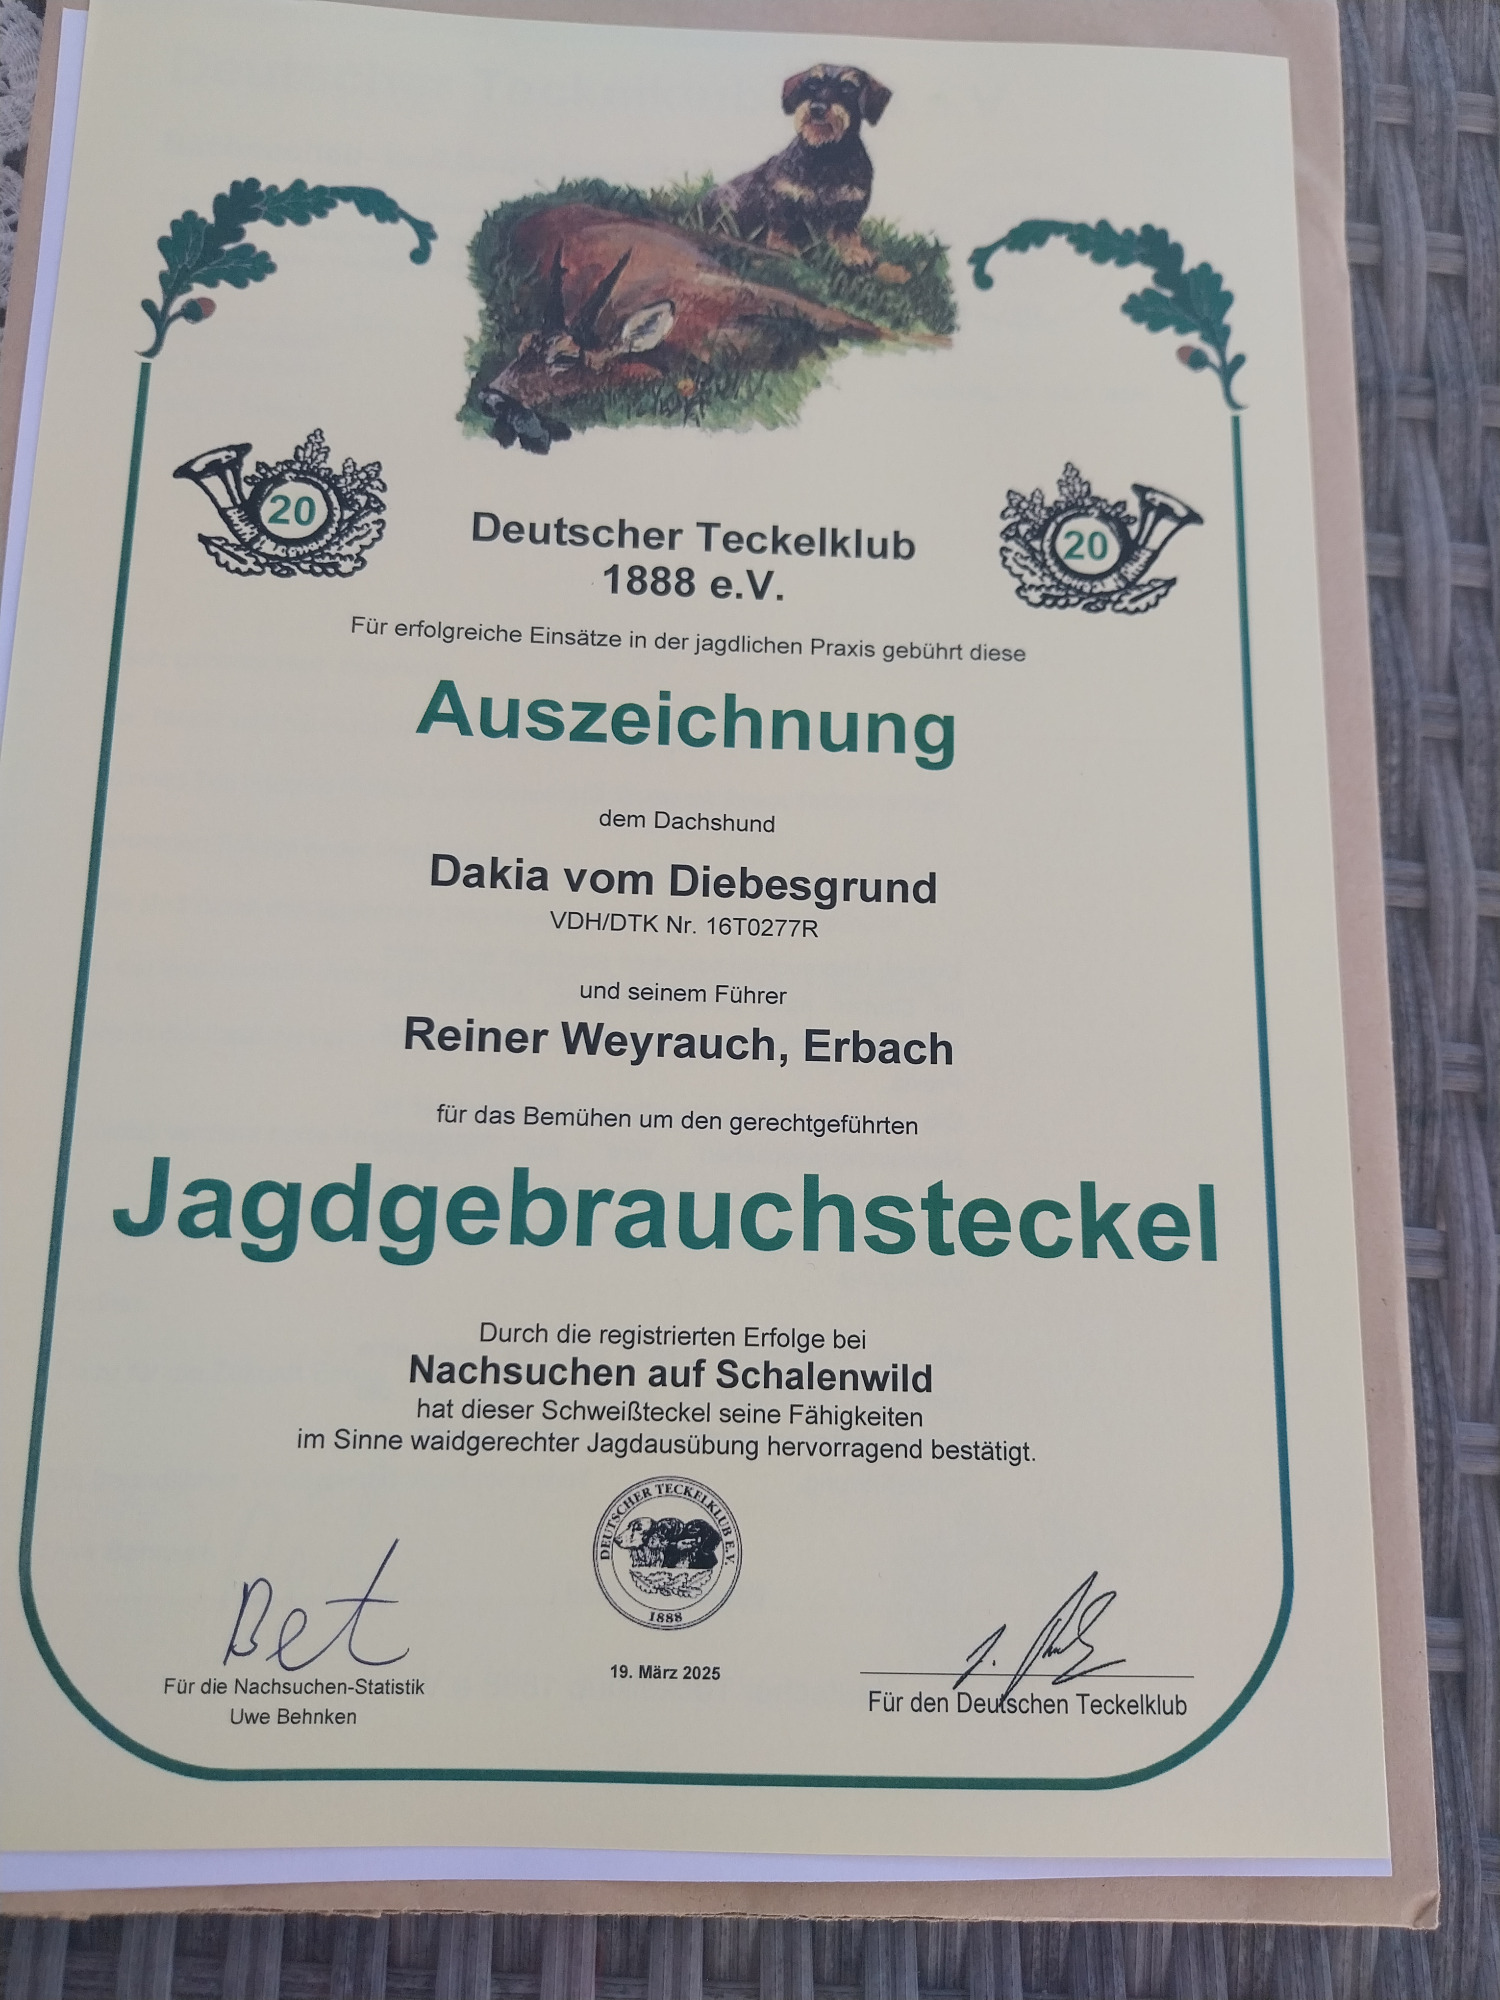 20
20
Deutscher Teckelklub
1888 e.V.
Für erfolgreiche Einsätze in der jagdlichen Praxis gebührt diese
Auszeichnung
dem Dachshund
Dakia vom Diebesgrund
VDH/DTK Nr. 16T0277R
und seinem Führer
Reiner Weyrauch, Erbach
für das Bemühen um den gerechtgeführten
Jagdgebrauchsteckel
Durch die registrierten Erfolge bei
Nachsuchen auf Schalenwild
hat dieser Schweißteckel seine Fähigkeiten
im Sinne waidgerechter Jagdausübung hervorragend bestätigt.
DEUTSCHER TECKELKLUB E.V.
1888
19. März 2025
Für die Nachsuchen-Statistik
Uwe Behnken
Für den Deutschen Teckelklub